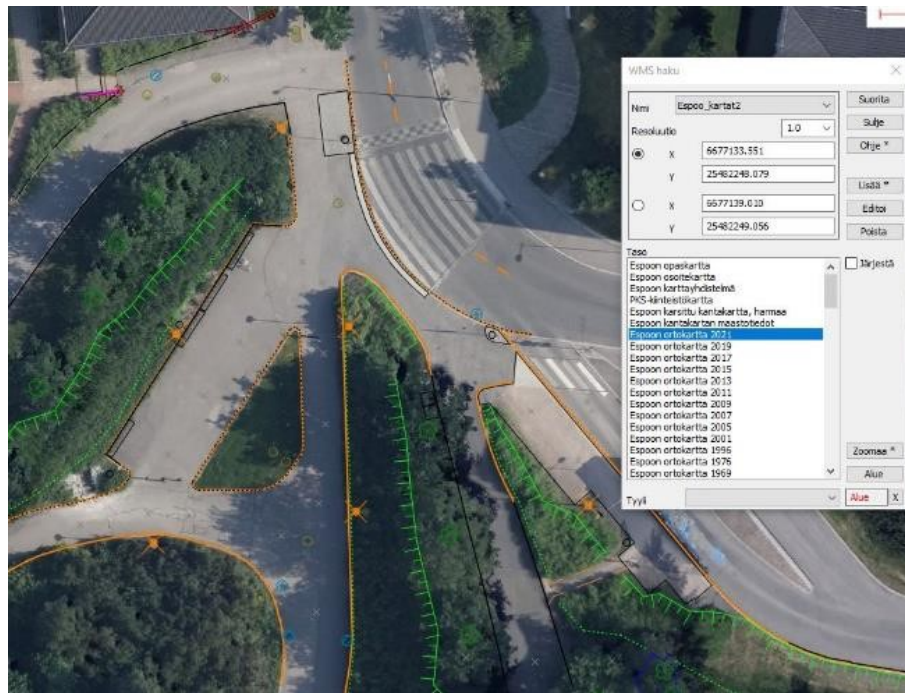 WMS haku
Nimi Espoo_kartat2 Suorita
Resoluutio 1.0 Sulje
X 6677133.551 Ohje *
Y 25482248.079
Lisää *
X 6677139.010 Editoi
Y 25482249.056 Poista
Taso
Järjestä
Espoon opaskartta
Espoon osoitekartta
Espoon karttayhdistelmä
PKS-kiinteistökartta
Espoon karsittu kantakartta, harmaa
Espoon kantakartan maastotiedot
Espoon ortokartta 2021
Espoon ortokartta 2019
Espoon ortokartta 2017
Espoon ortokartta 2015
Espoon ortokartta 2013
Espoon ortokartta 2011
Espoon ortokartta 2009
Espoon ortokartta 2007
Espoon ortokartta 2005
Espoon ortokartta 2001
Espoon ortokartta 1996
Espoon ortokartta 1976
Espoon ortokartta 1969
Zoomaa *
Alue
Tyyli Alue X